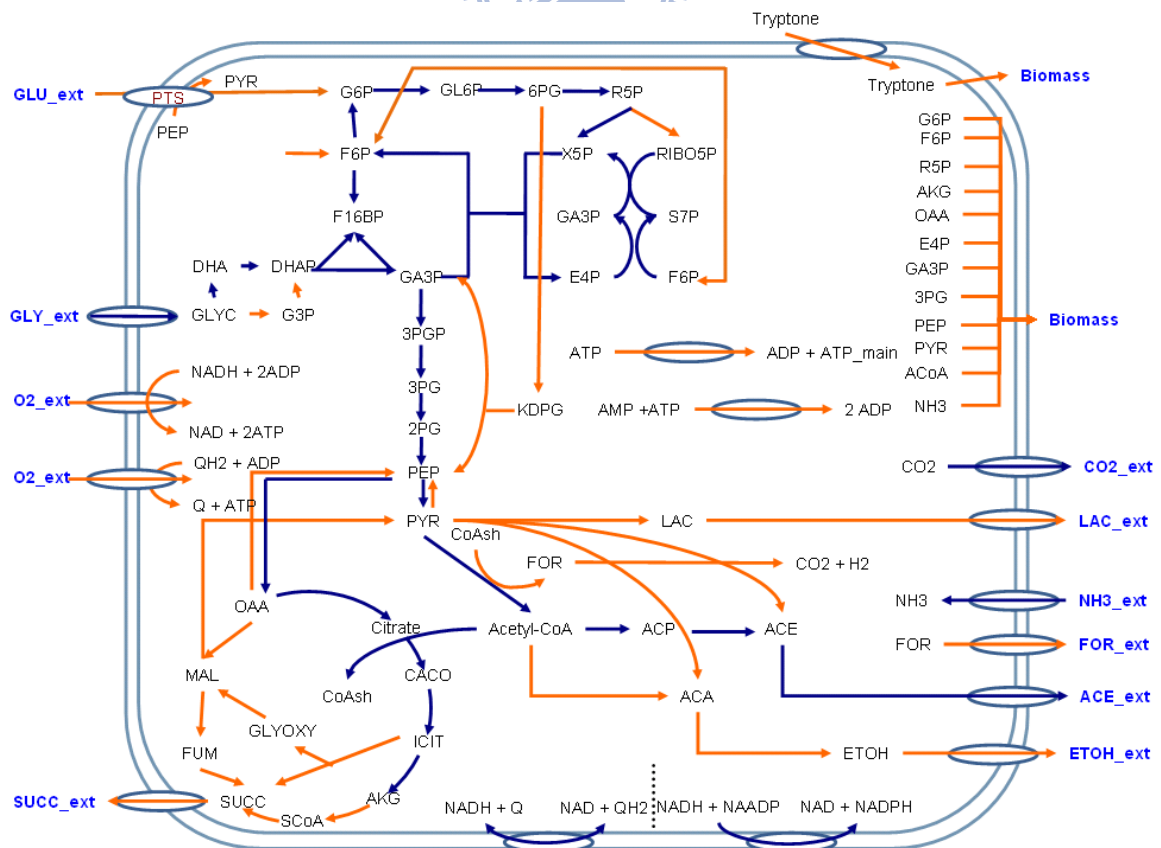 Tryptone
GLU_ext
PTS
PYR
PEP
G6P
GL6P
6PG
R5P
Tryptone
Biomass
F6P
X5P
RIBO5P
F16BP
GA3P
S7P
DHA
DHAP
GA3P
E4P
F6P
GLY_ext
GLYC
G3P
3PGP
G6P
F6P
R5P
AKG
OAA
E4P
GA3P
3PG
PEP
PYR
ACoA
NH3
Biomass
ATP
ADP + ATP_main
NADH + 2ADP
O2_ext
NAD + 2ATP
3PG
2PG
KDPG
AMP +ATP
2 ADP
QH2 + ADP
O2_ext
Q + ATP
PEP
CO2
CO2_ext
PYR
CoAsh
LAC
LAC_ext
FOR
CO2 + H2
OAA
Citrate
Acetyl-CoA
ACP
ACE
NH3
NH3_ext
FOR
FOR_ext
MAL
CoAsh
CACO
ACA
ACE_ext
GLYOXY
FUM
ICIT
ETOH
ETOH_ext
SUCC_ext
SUCC
SCoA
AKG
NADH + Q
NAD + QH2
NADH + NAADP
NAD + NADPH